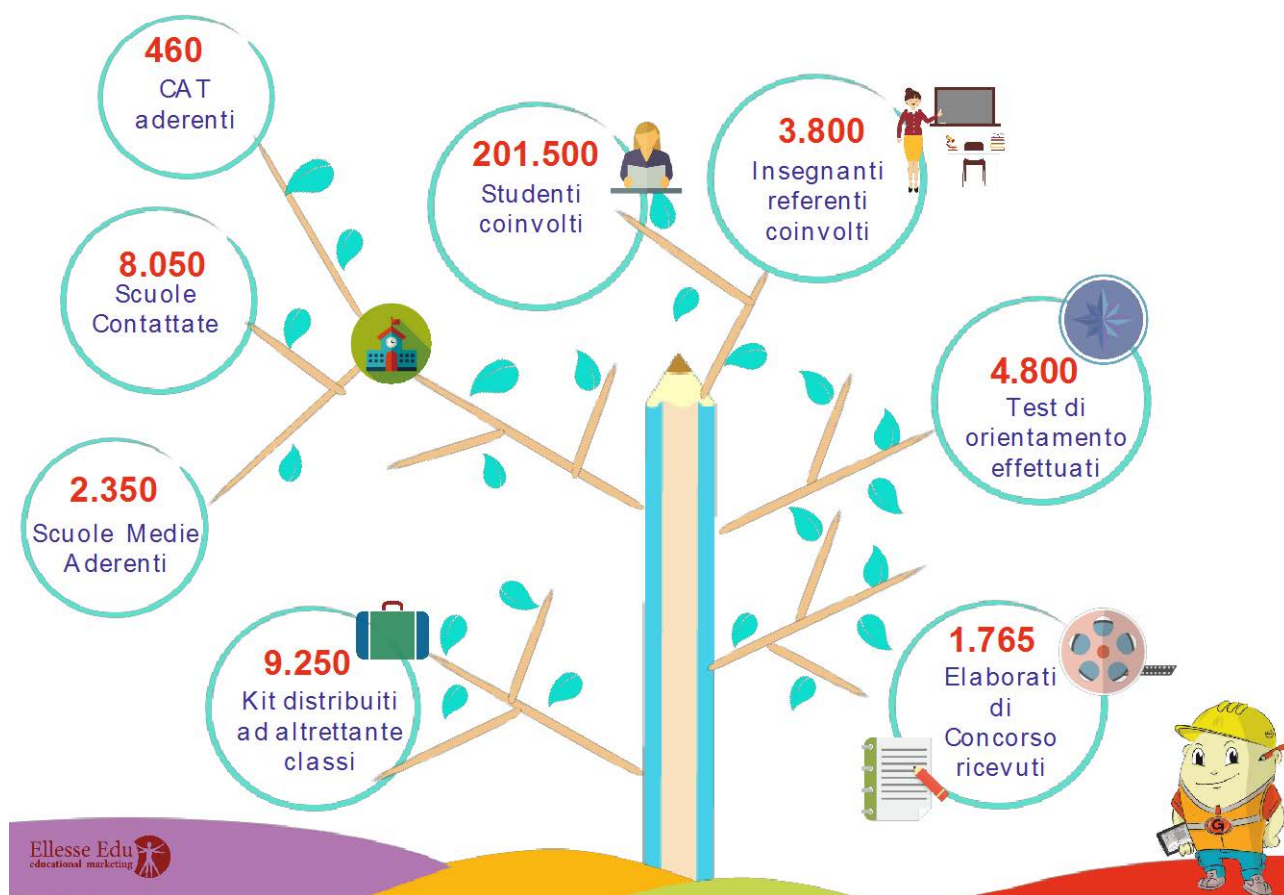 460
CAT
aderenti
201.500
Studenti
coinvolti
3.800
Insegnanti
referenti
coinvolti
8.050
Scuole
Contattate
4.800
Test di
orientamento
effettuati
2.350
Scuole Medie
Aderenti
9.250
Kit distribuiti
ad altrettante
classi
1.765
Elaborati
di
Concorso
ricevuti
G
Ellesse Edu
educational marketing